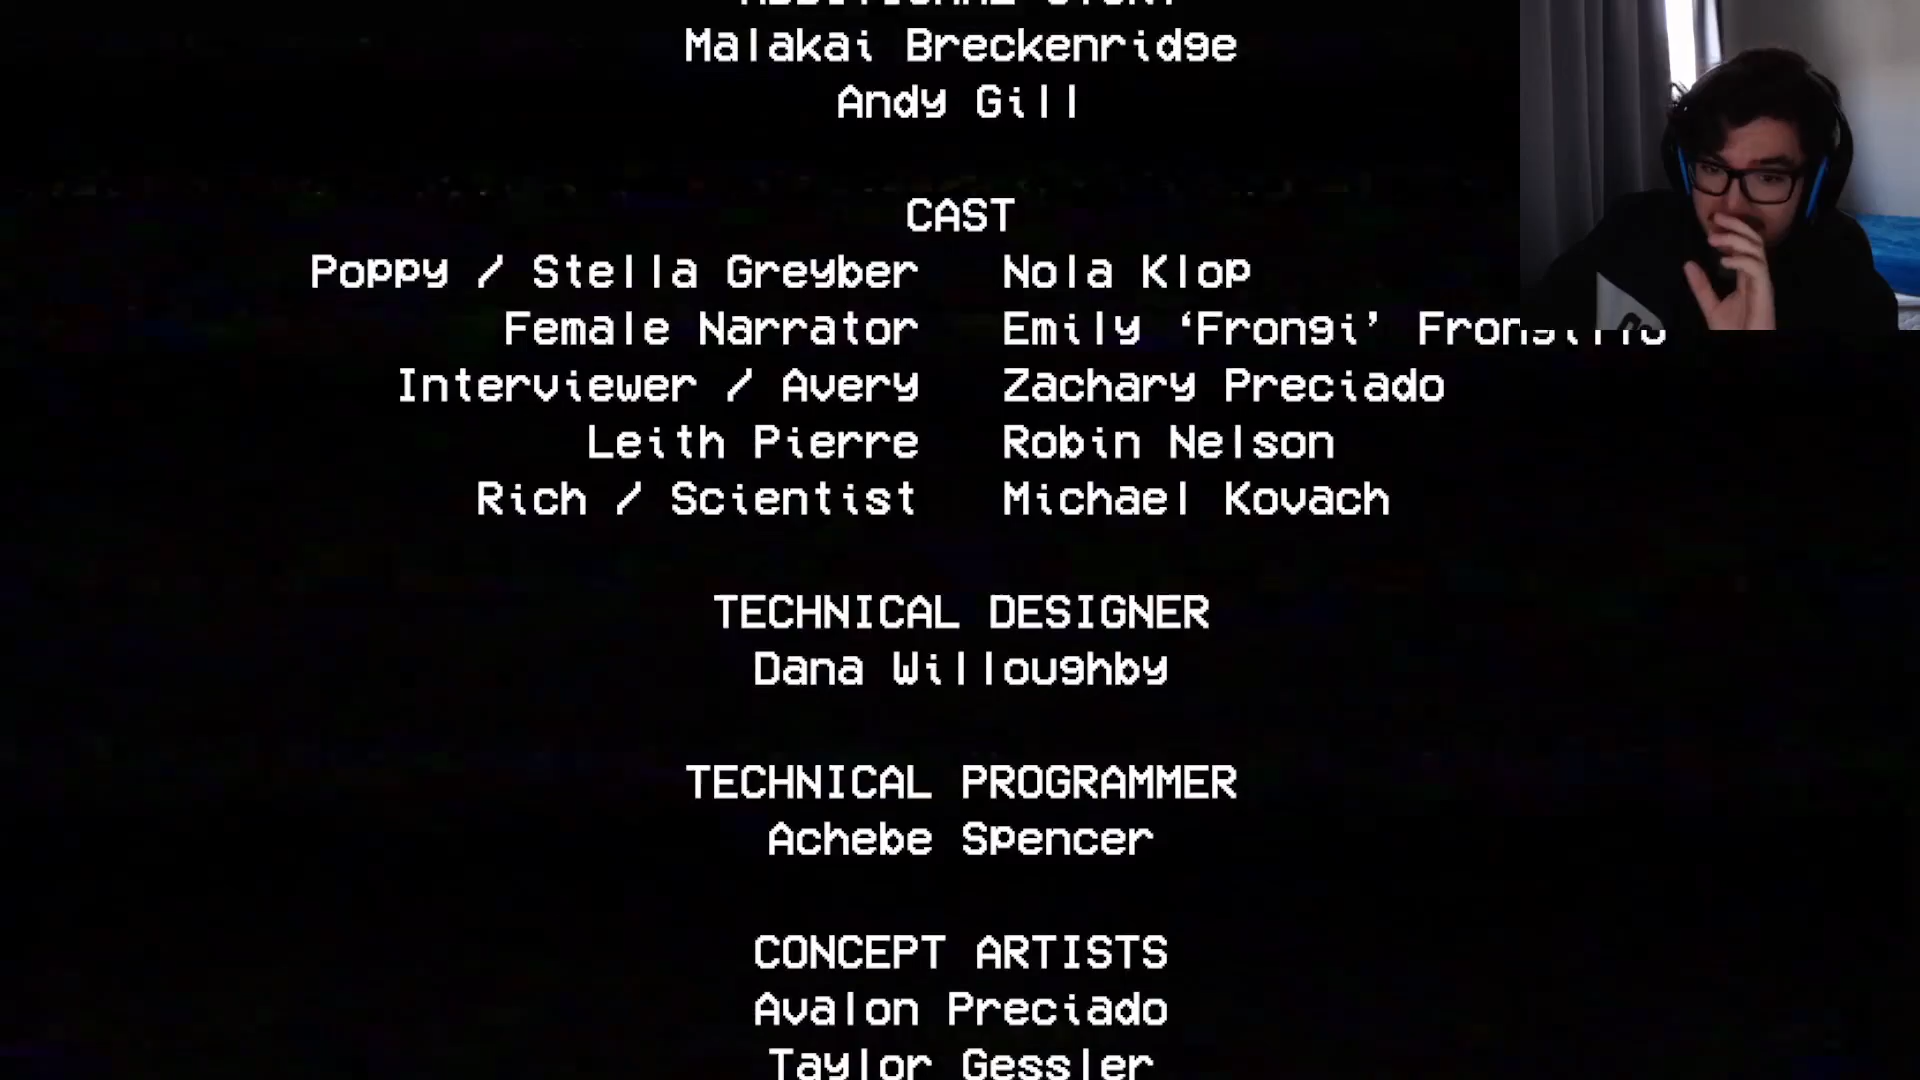 ADDITIONAL STORY
Malakai Breckenridge
Andy Gill
CAST
Poppy / Stella Greyber Nola Klop
Female Narrator Emily ‘Frongi’
Interviewer / Avery Zachary Preciado
Leith Pierre Robin Nelson
Rich / Scientist Michael Kovach
TECHNICAL DESIGNER
Dana Willoughby
TECHNICAL PROGRAMMER
Achebe Spencer
CONCEPT ARTISTS
Avalon Preciado
Taylor Gessler